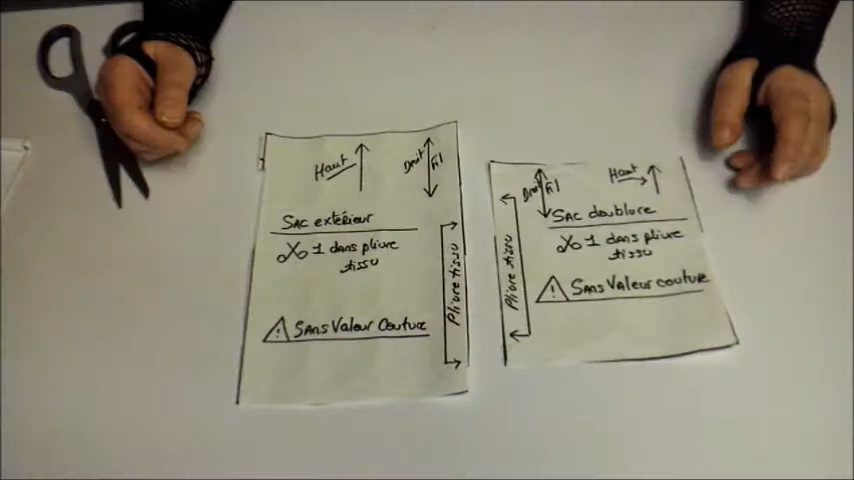 Haut
Droit fil
Sac extérieur
1 dans pliure
tissu
Pliure tissu
! Sans Valeur Couture
Droit fil
Haut
Sac doublure
1 dans pliure
tissu
Pliure tissu
! Sans Valeur couture